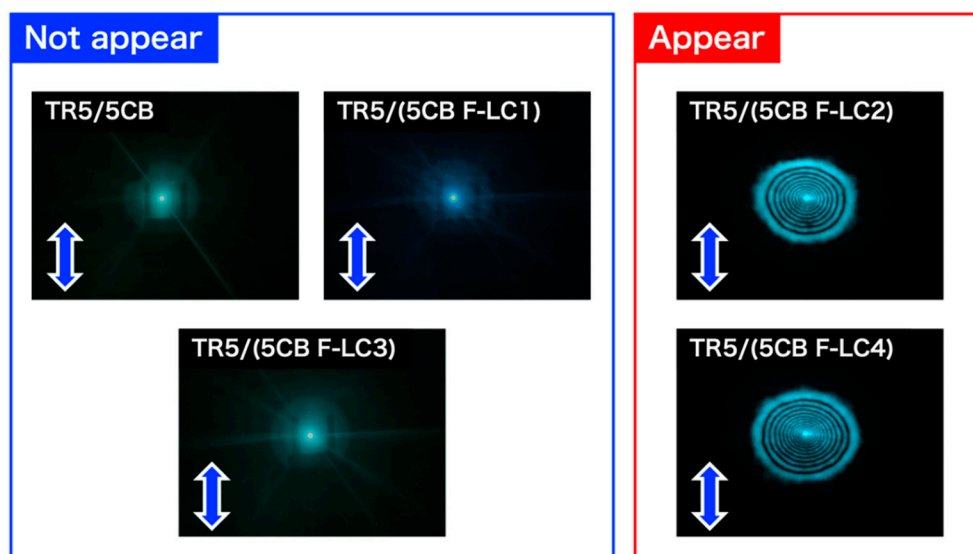 Not appear
TR5/5CB
TR5/(5CB F-LC1)
TR5/(5CB F-LC3)
Appear
TR5/(5CB F-LC2)
TR5/(5CB F-LC4)